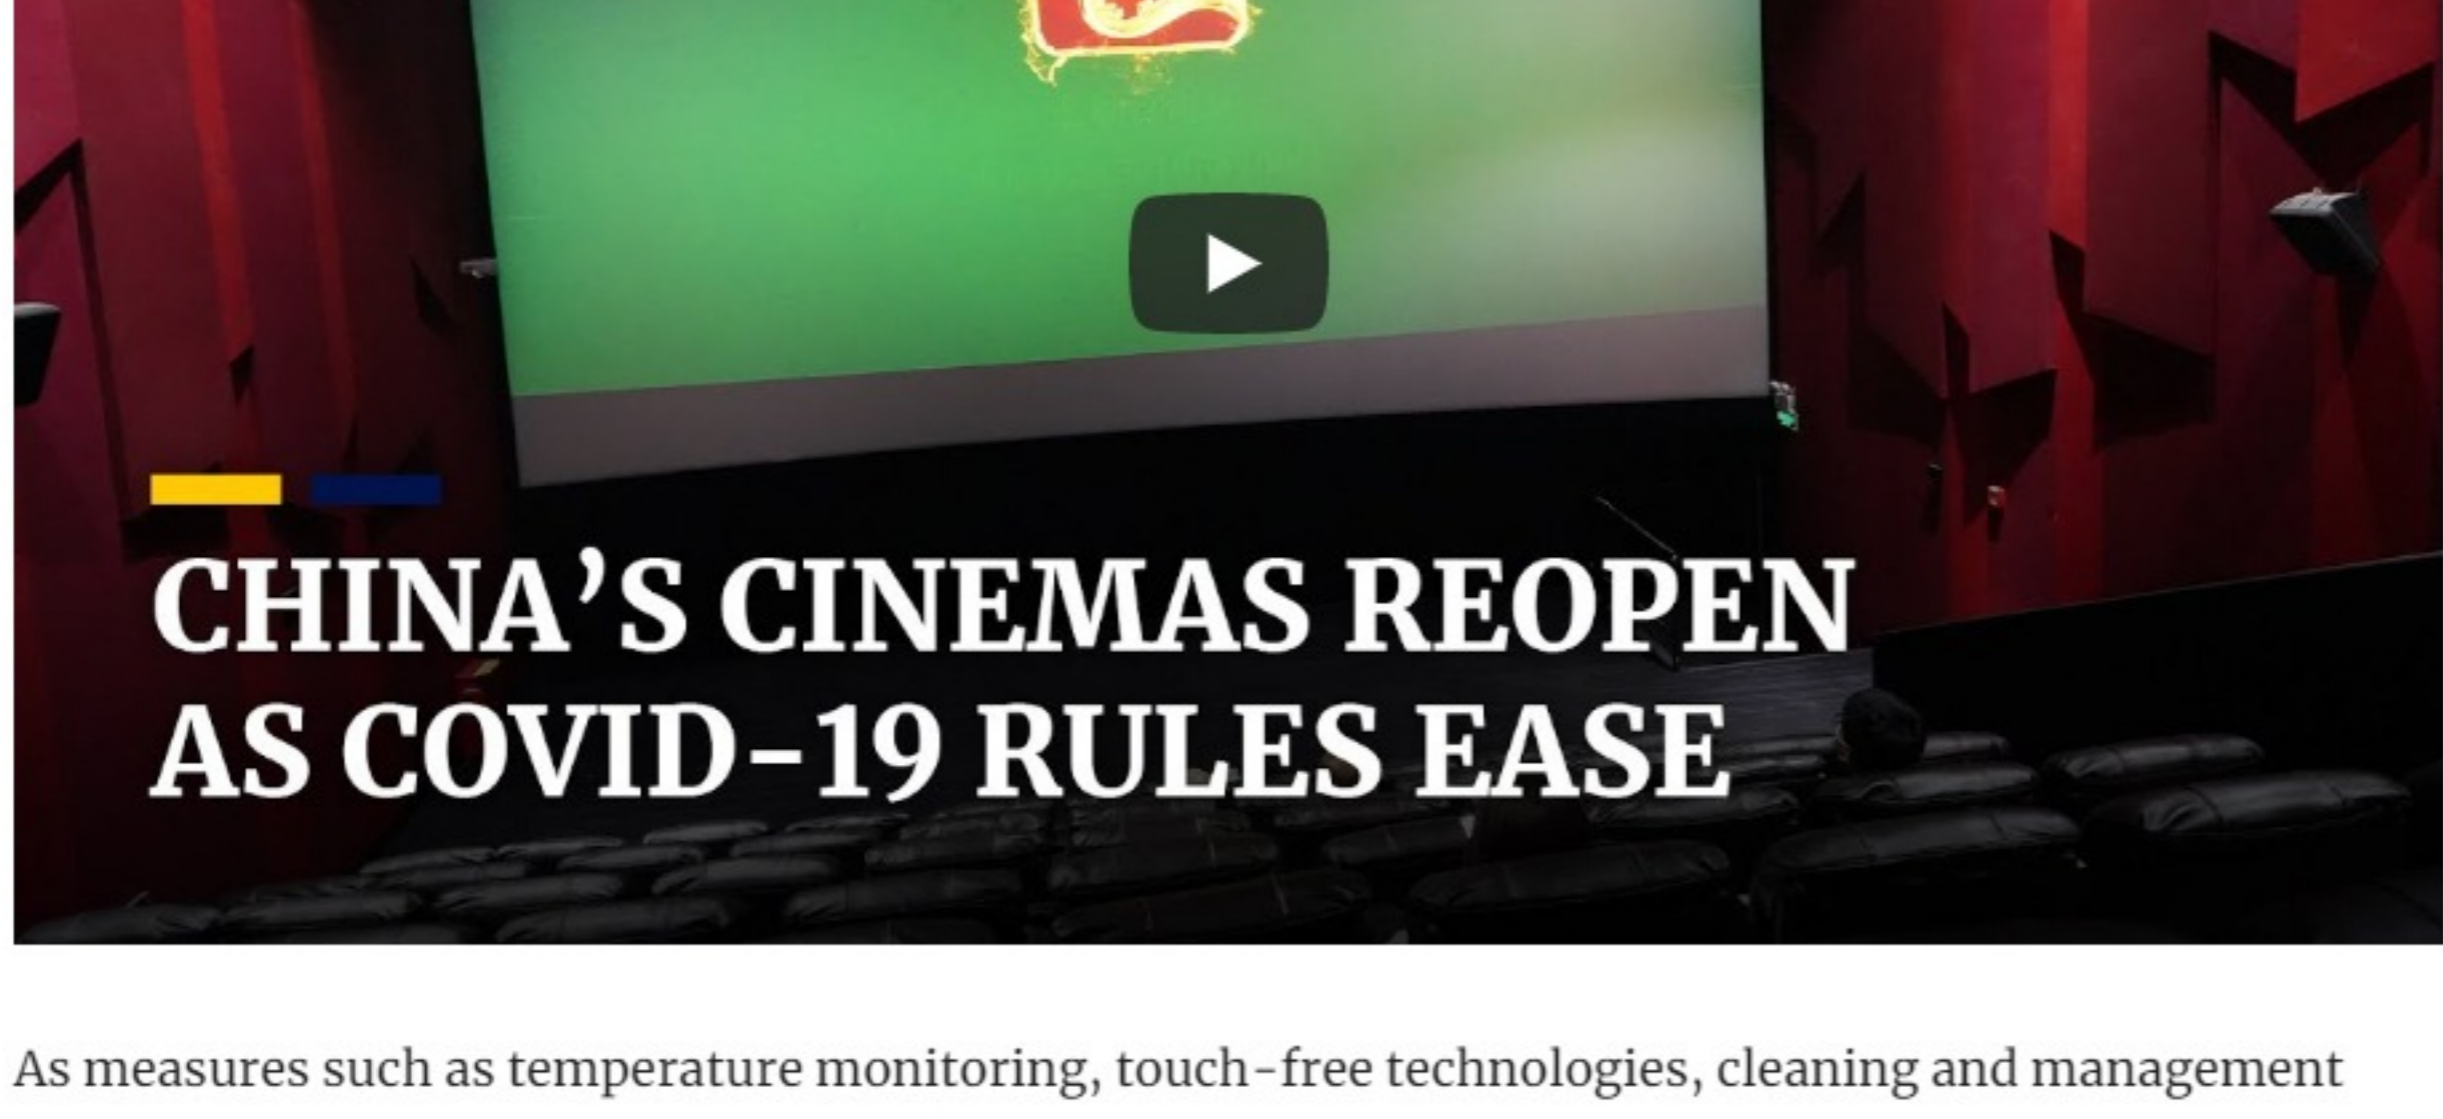 CHINA’S CINEMAS REOPEN
AS COVID-19 RULES EASE
As measures such as temperature monitoring, touch-free technologies, cleaning and management